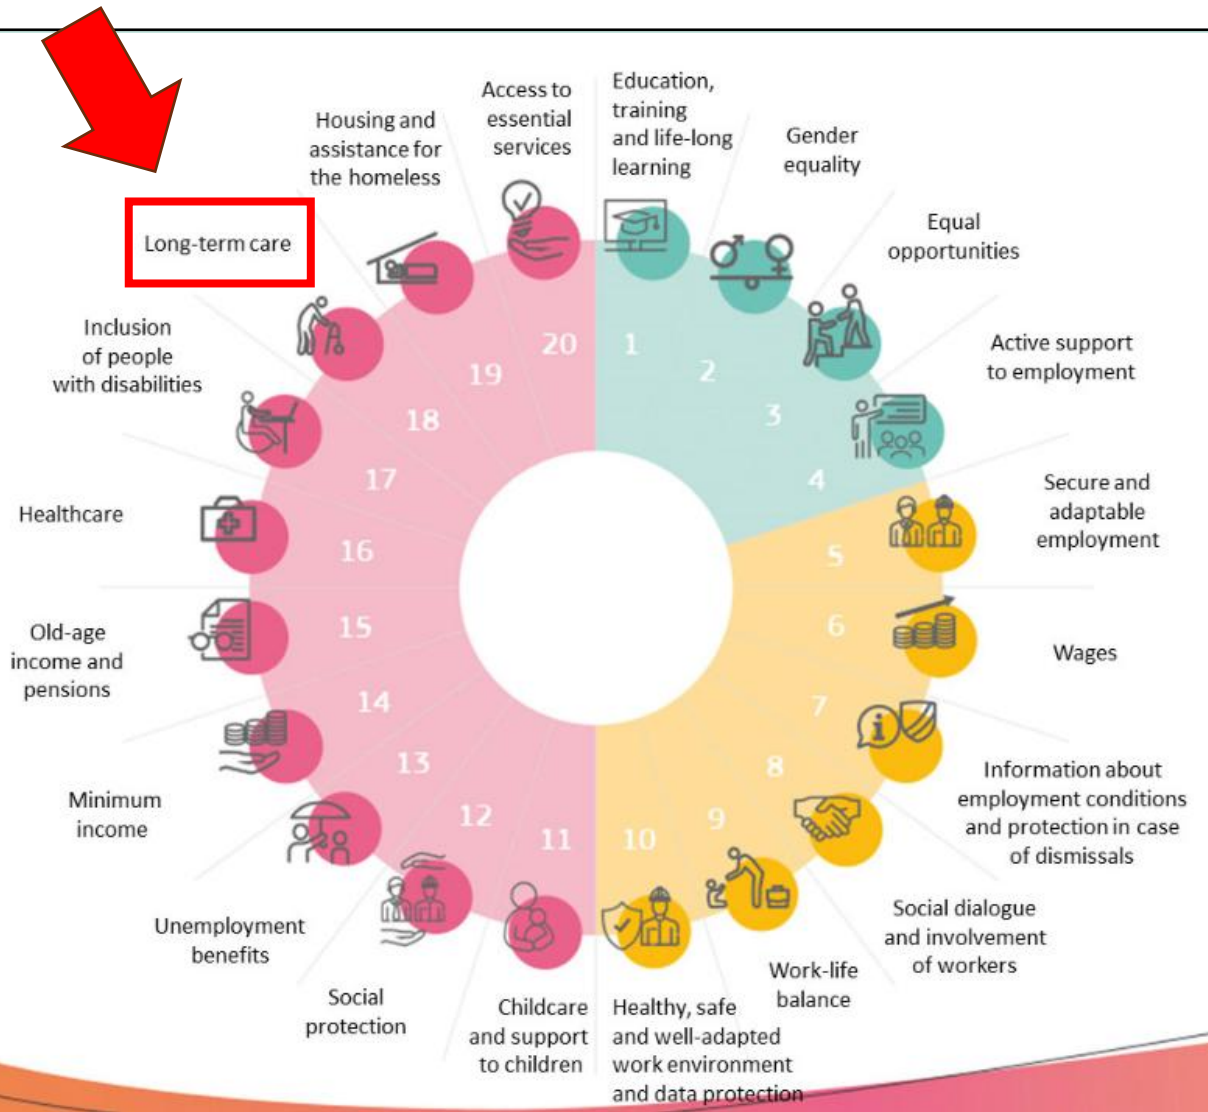 Education,
training
and life-long
learning
Gender
equality
Equal
opportunities
Active support
to employment
Secure and
adaptable
employment
Wages
Information about
employment conditions
and protection in case
of dismissals
Social dialogue
and involvement
of workers
Work-life
balance
Healthy, safe
and well-adapted
work environment
and data protection
Childcare
and support
to children
Social
protection
Unemployment
benefits
Minimum
income
Old-age
income and
pensions
Healthcare
Inclusion
of people
with disabilities
Long-term care
Housing and
assistance for
the homeless
Access to
essential
services
1
2
3
4
5
6
7
8
9
10
11
12
13
14
15
16
17
18
19
20
i